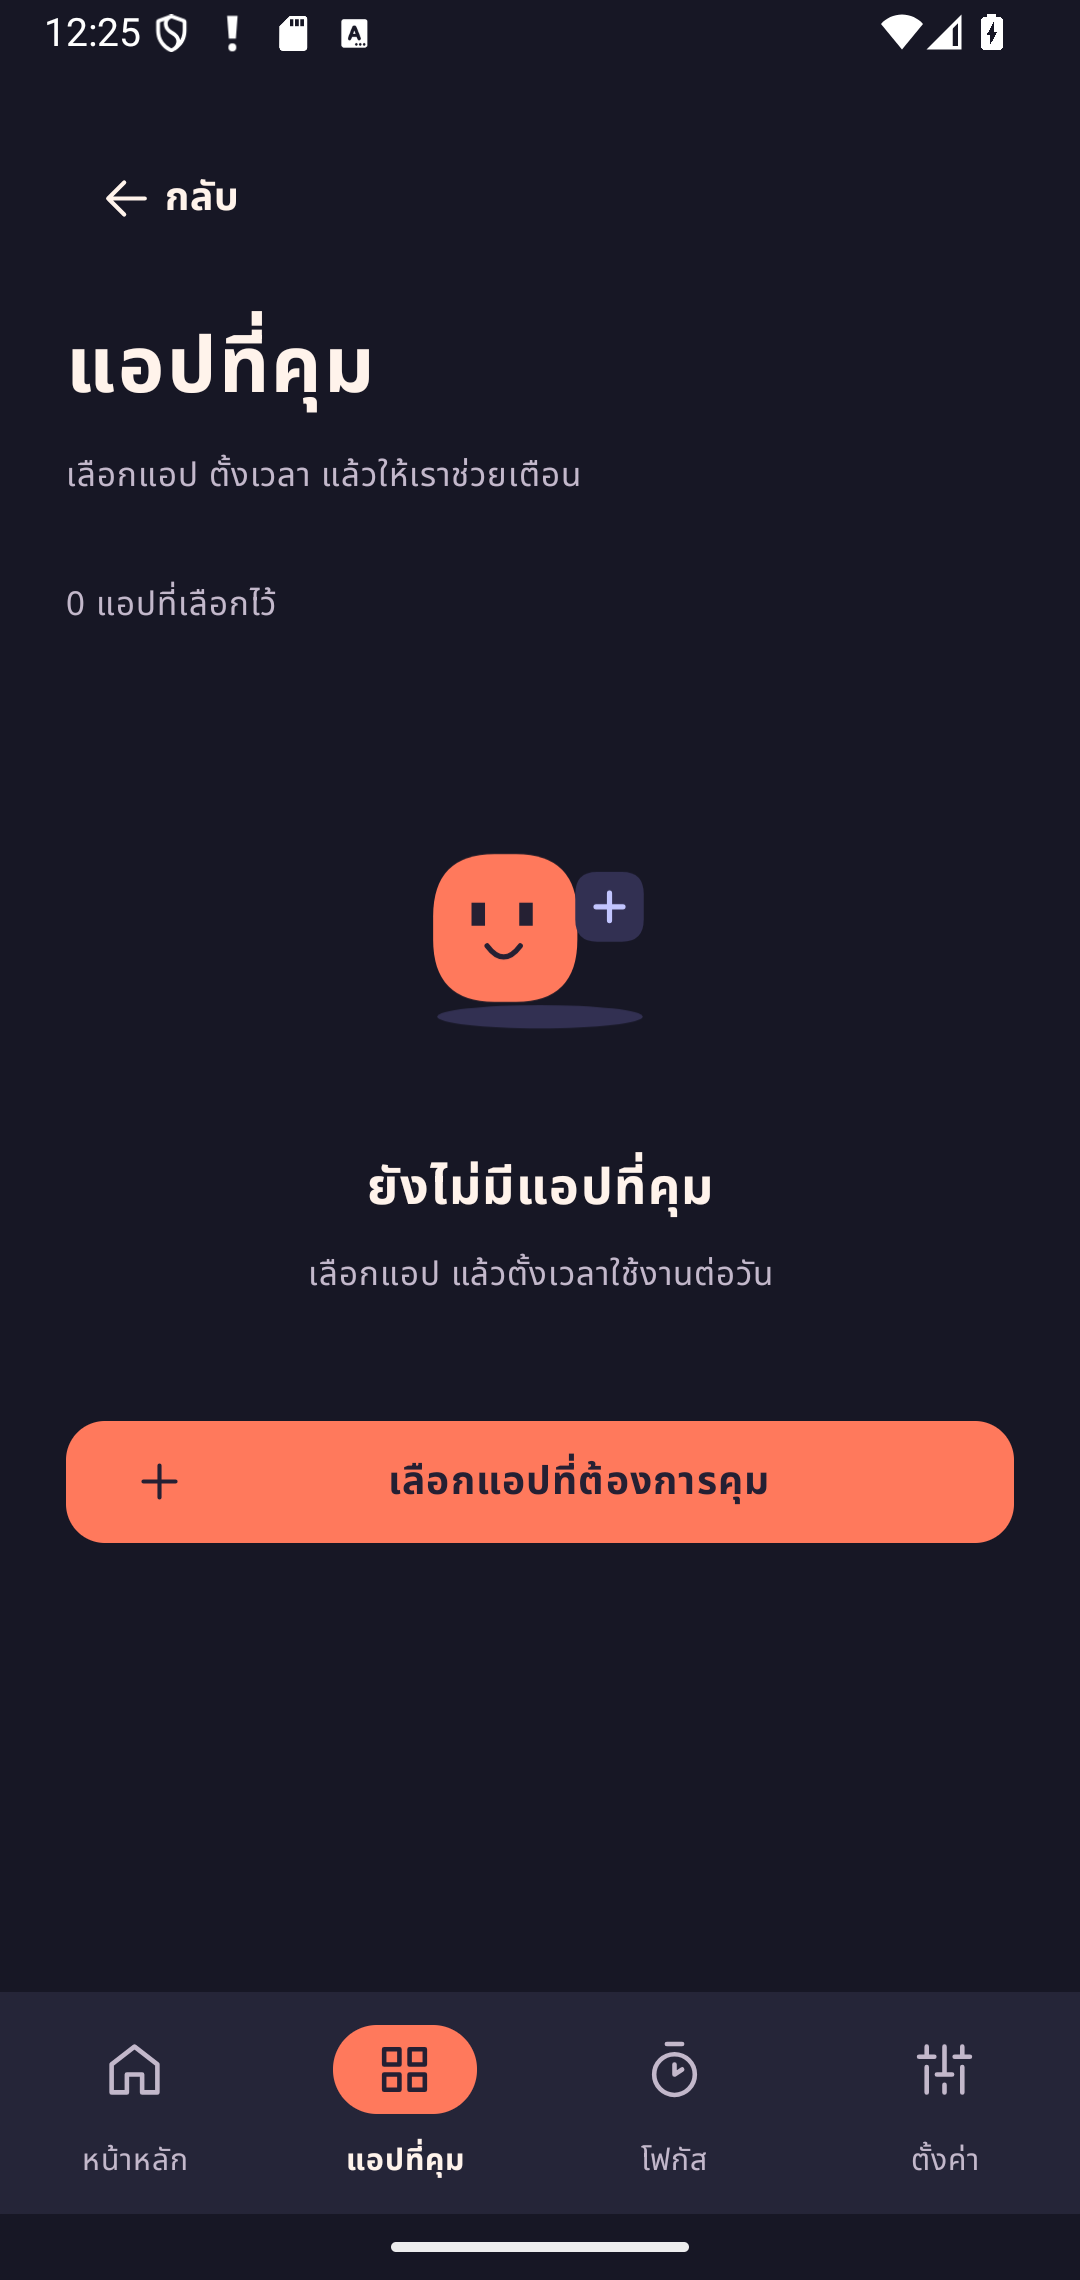 12:25
กลับ
แอปที่คุม
เลือกแอป ตั้งเวลา แล้วให้เราช่วยเตือน
0 แอปที่เลือกไว้
ยังไม่มีแอปที่คุม
เลือกแอป แล้วตั้งเวลาใช้งานต่อวัน
เลือกแอปที่ต้องการคุม
หน้าหลัก
แอปที่คุม
โฟกัส
ตั้งค่า